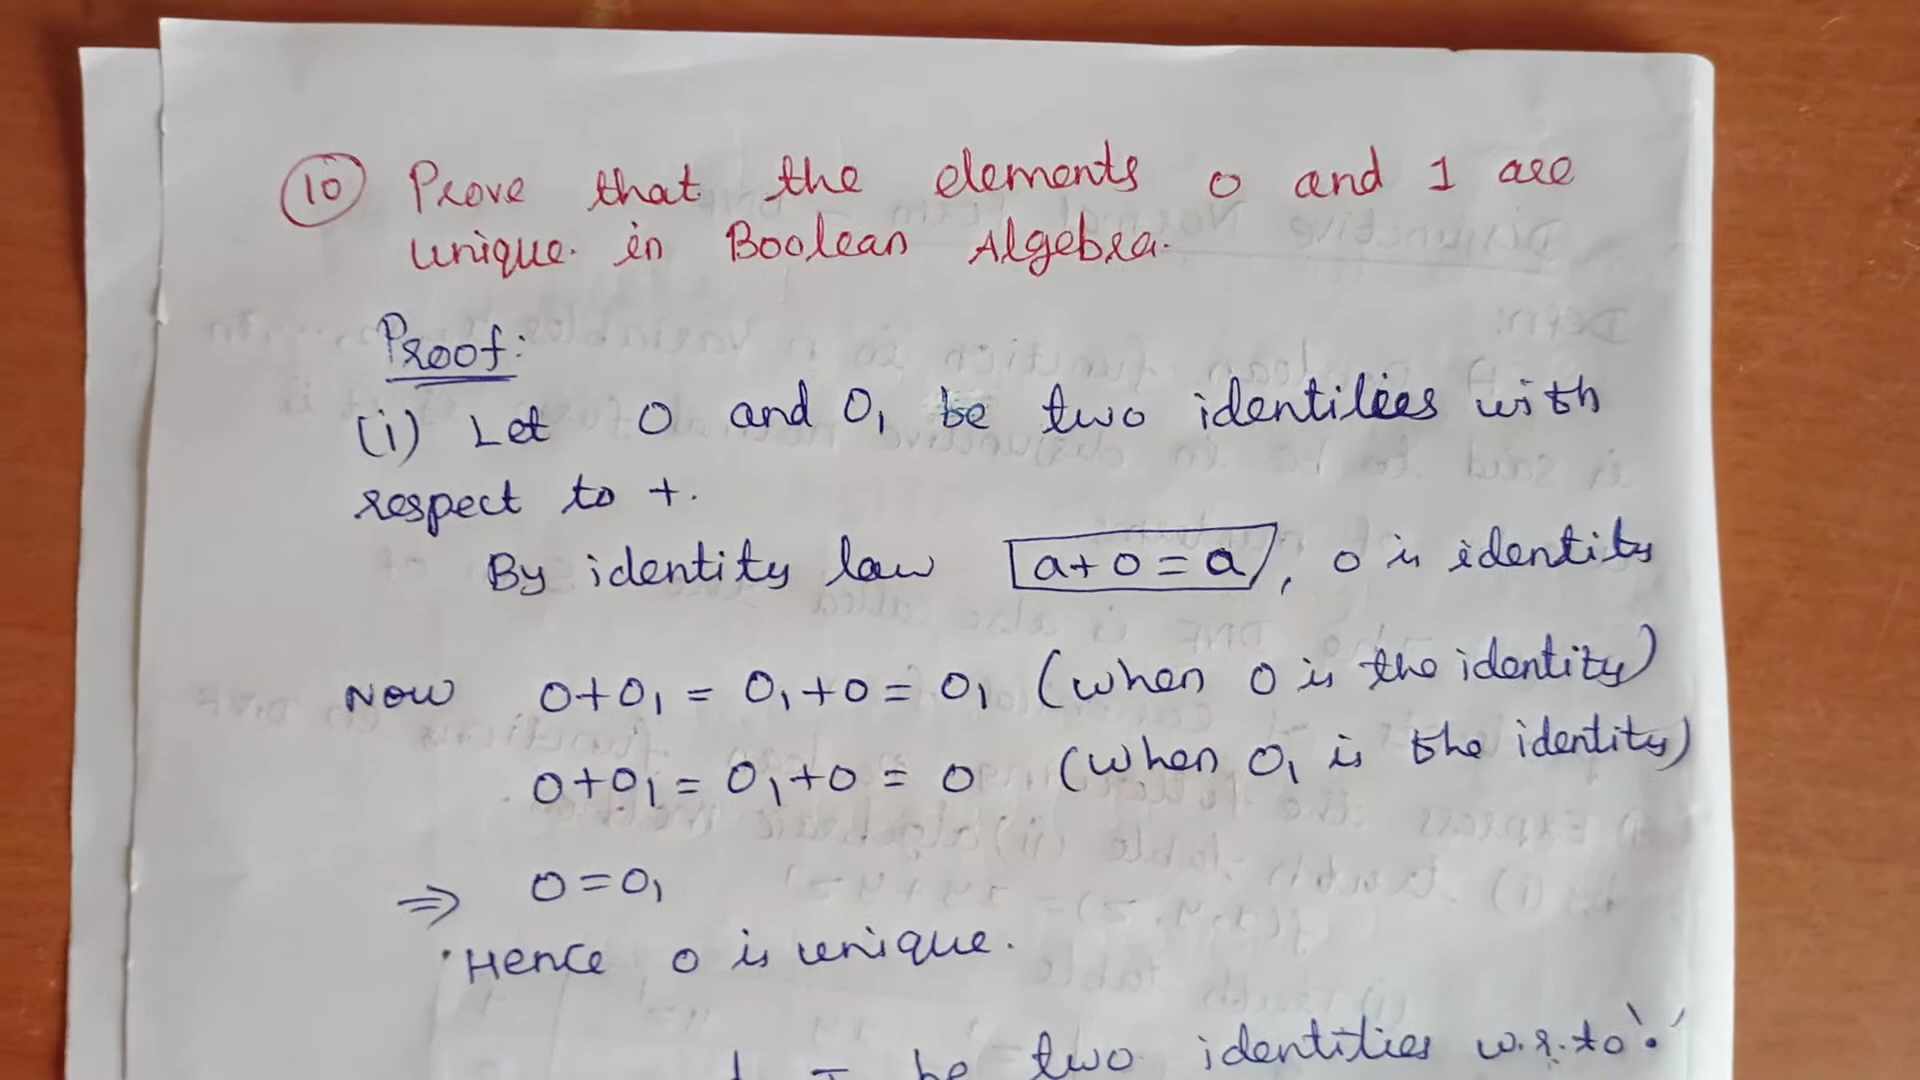 10 Prove that the elements 0 and 1 are
unique. in Boolean Algebra.
Proof:
(i) Let 0 and 0₁ be two identities with
respect to +.
By identity law a+0=a, 0 is identity
Now 0+0₁ = 0₁+0 = 0₁ (when 0 is the identity)
0+0₁ = 0₁+0 = 0 (when 0₁ is the identity)
⇒ 0=0₁
Hence 0 is unique.
be two identities w.r.to '.'